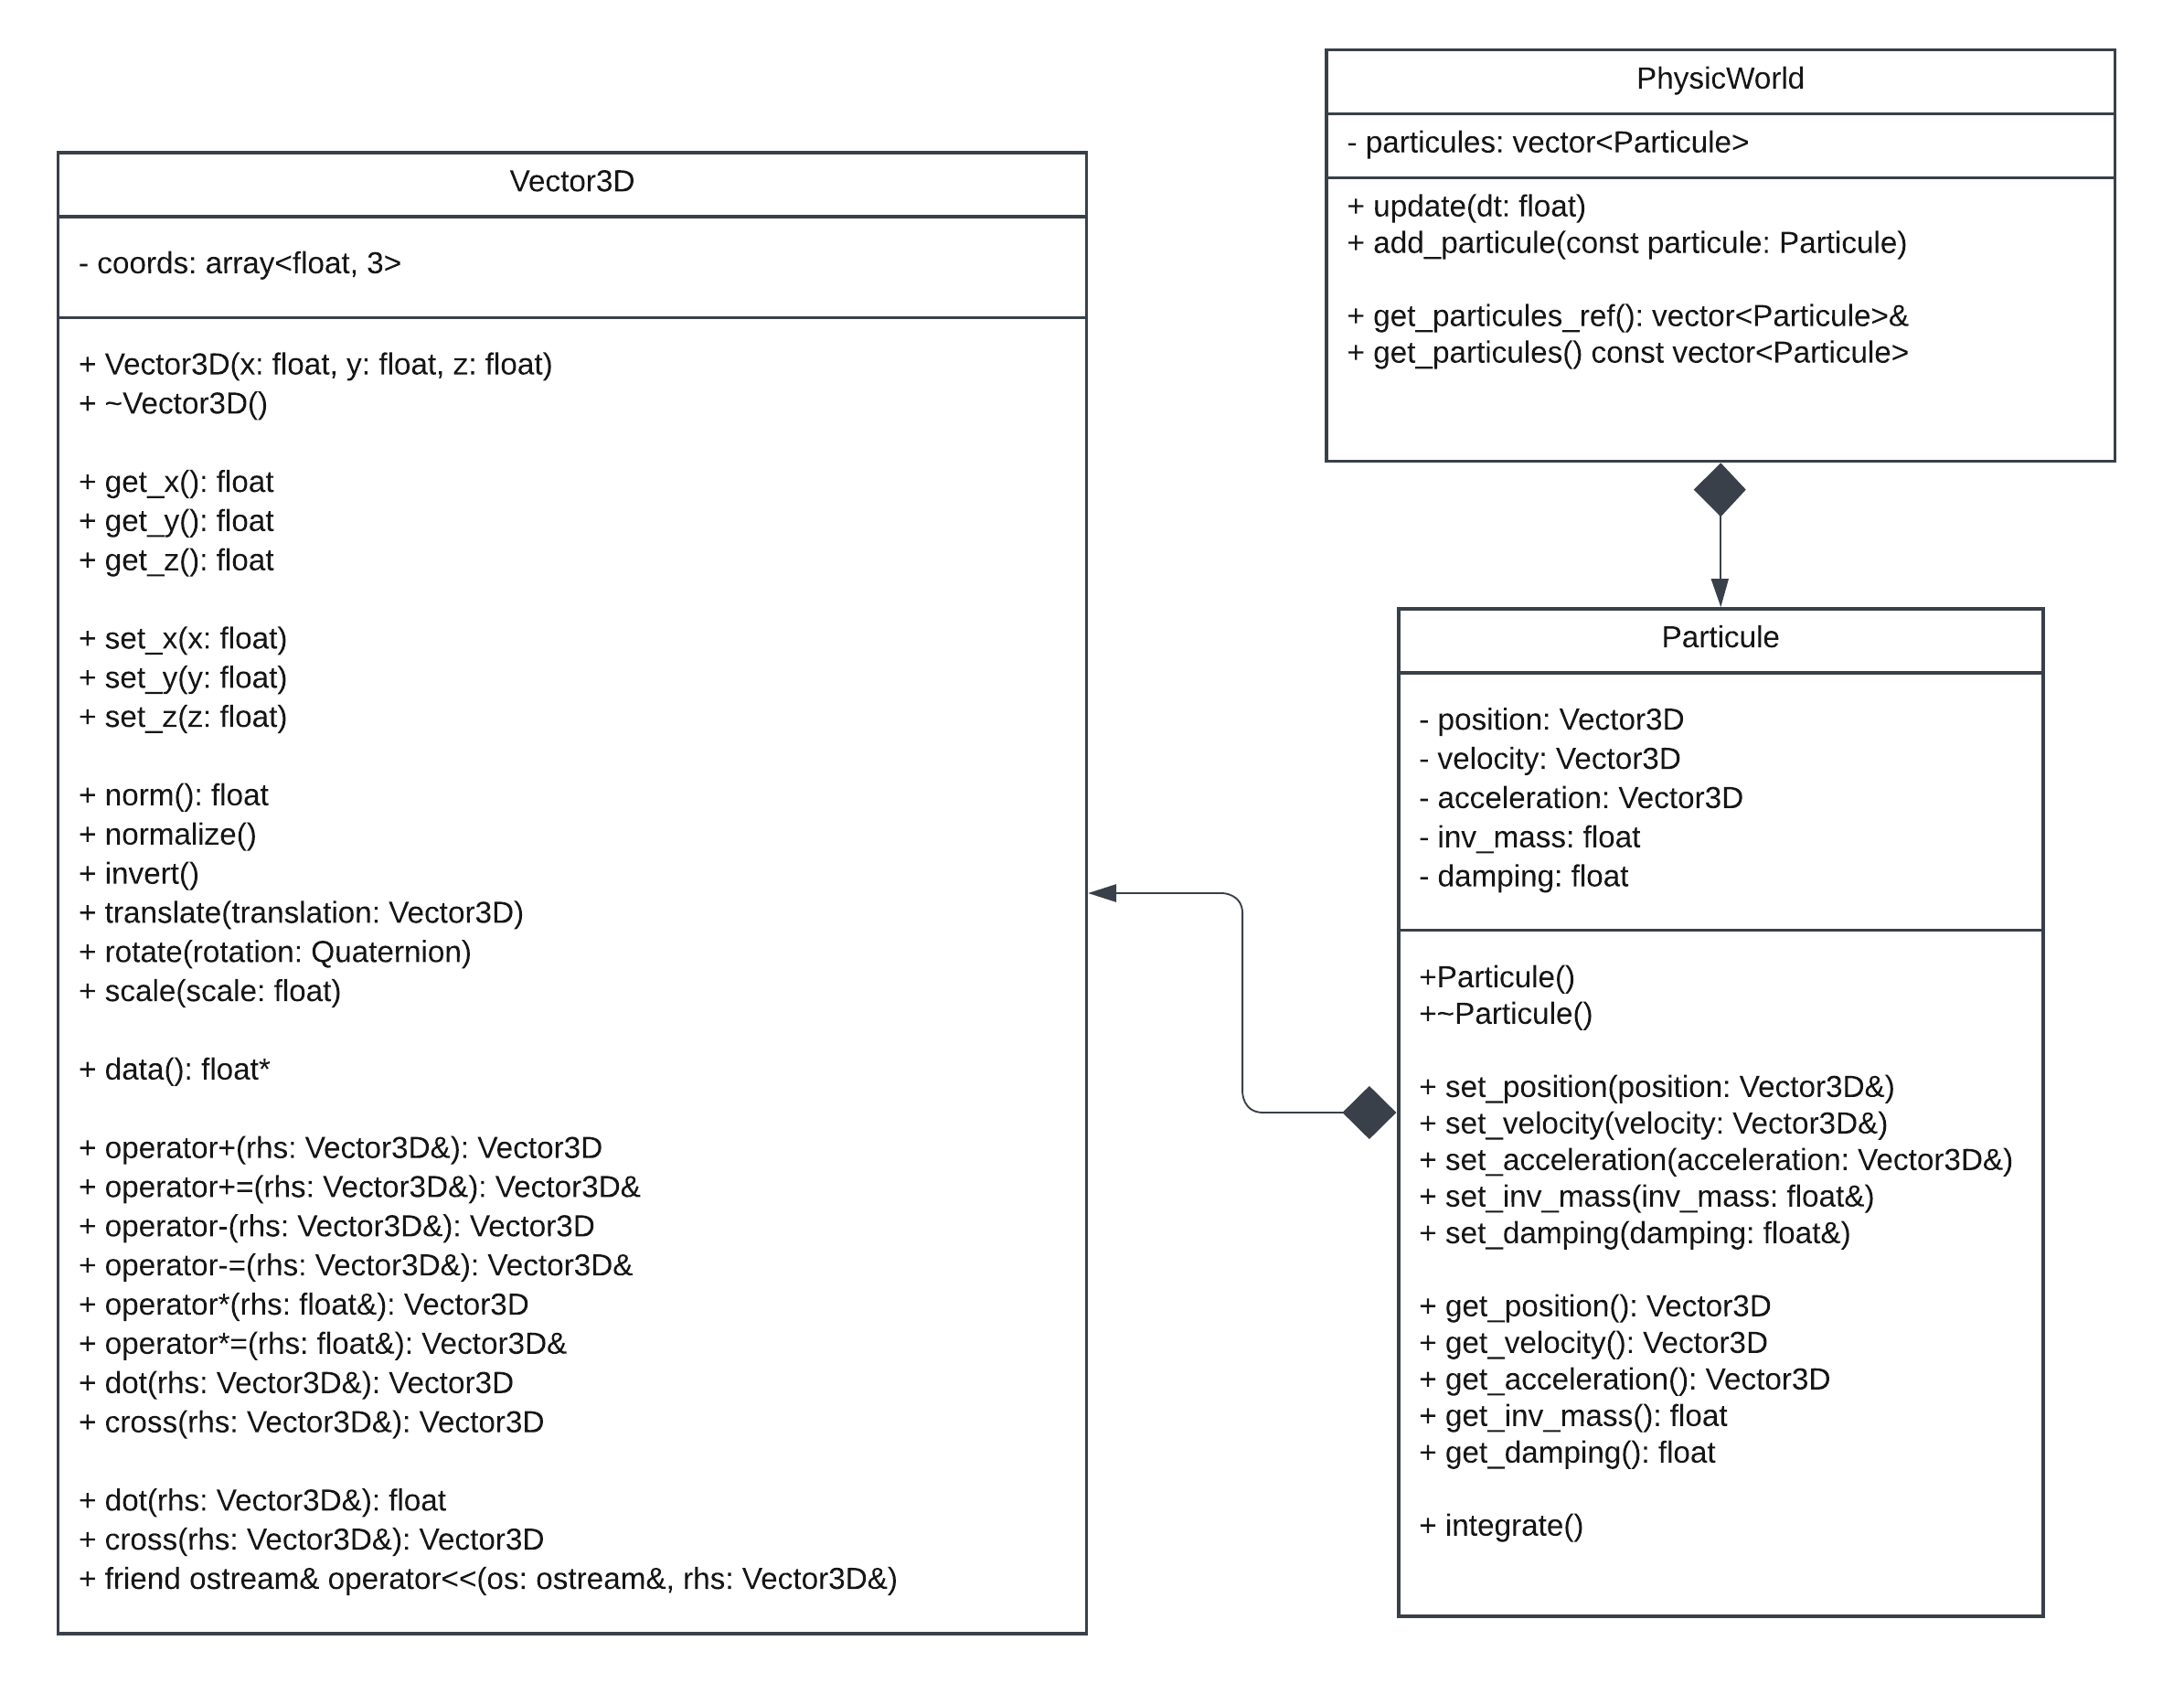 Vector3D
- coords: array<float, 3>
+ Vector3D(x: float, y: float, z: float)
+ ~Vector3D()
+ get_x(): float
+ get_y(): float
+ get_z(): float
+ set_x(x: float)
+ set_y(y: float)
+ set_z(z: float)
+ norm(): float
+ normalize()
+ invert()
+ translate(translation: Vector3D)
+ rotate(rotation: Quaternion)
+ scale(scale: float)
+ data(): float*
+ operator+(rhs: Vector3D&): Vector3D
+ operator+=(rhs: Vector3D&): Vector3D&
+ operator-(rhs: Vector3D&): Vector3D
+ operator-=(rhs: Vector3D&): Vector3D&
+ operator*(rhs: float&): Vector3D
+ operator*=(rhs: float&): Vector3D&
+ dot(rhs: Vector3D&): Vector3D
+ cross(rhs: Vector3D&): Vector3D
+ dot(rhs: Vector3D&): float
+ cross(rhs: Vector3D&): Vector3D
+ friend ostream& operator<<(os: ostream&, rhs: Vector3D&)
PhysicWorld
- particules: vector<Particule>
+ update(dt: float)
+ add_particule(const particule: Particule)
+ get_particules_ref(): vector<Particule>&
+ get_particules() const vector<Particule>
Particule
- position: Vector3D
- velocity: Vector3D
- acceleration: Vector3D
- inv_mass: float
- damping: float
+Particule()
+~Particule()
+ set_position(position: Vector3D&)
+ set_velocity(velocity: Vector3D&)
+ set_acceleration(acceleration: Vector3D&)
+ set_inv_mass(inv_mass: float&)
+ set_damping(damping: float&)
+ get_position(): Vector3D
+ get_velocity(): Vector3D
+ get_acceleration(): Vector3D
+ get_inv_mass(): float
+ get_damping(): float
+ integrate()